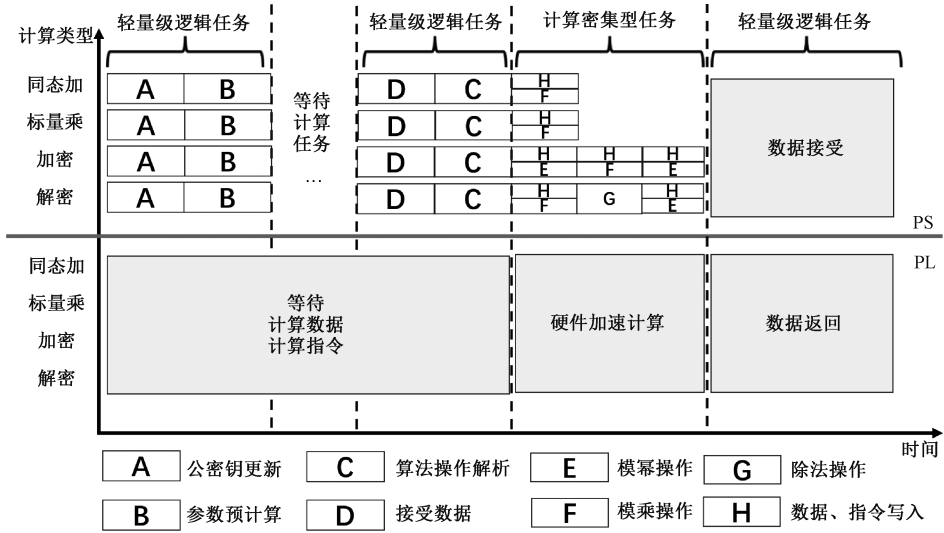 轻量级逻辑任务
轻量级逻辑任务
计算密集型任务
轻量级逻辑任务
计算类型
同态加
A B
D C
H
F
标量乘
A B
D C
H
F
加密
A B
D C
H H H
E F E
解密
A B
D C
H G H
F E
等待
计算
任务
...
数据接受
PS
PL
同态加
标量乘
加密
解密
等待
计算数据
计算指令
硬件加速计算
数据返回
时间
A 公密钥更新
C 算法操作解析
E 模幂操作
G 除法操作
B 参数预计算
D 接受数据
F 模乘操作
H 数据、指令写入